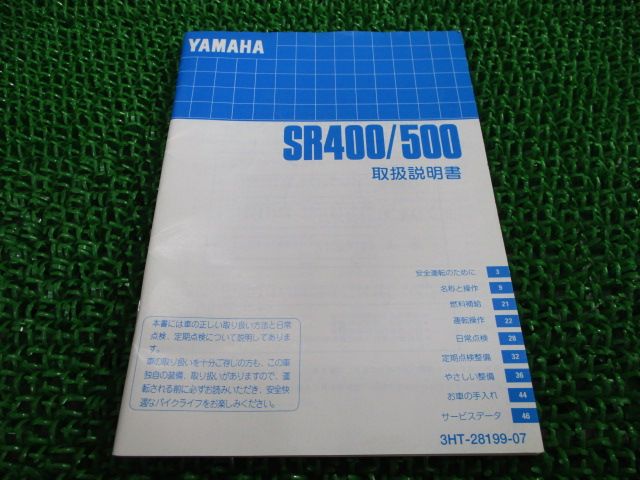 YAMAHA
SR400/500
取扱説明書
安全運転のために 3
名称と操作 9
燃料補給 21
運転操作 22
日常点検 28
定期点検整備 32
やさしい整備 36
お車の手入れ 44
サービスデータ 46
本書には車の正しい取り扱い方法と日常
点検、定期点検について説明してありま
す。
車の取り扱いを十分ご存じの方も、この車
独自の装備、取り扱いがありますので、運
転される前に必ずお読みいただき、安全快
適なバイクライフをお楽しみください。
3HT-28199-07